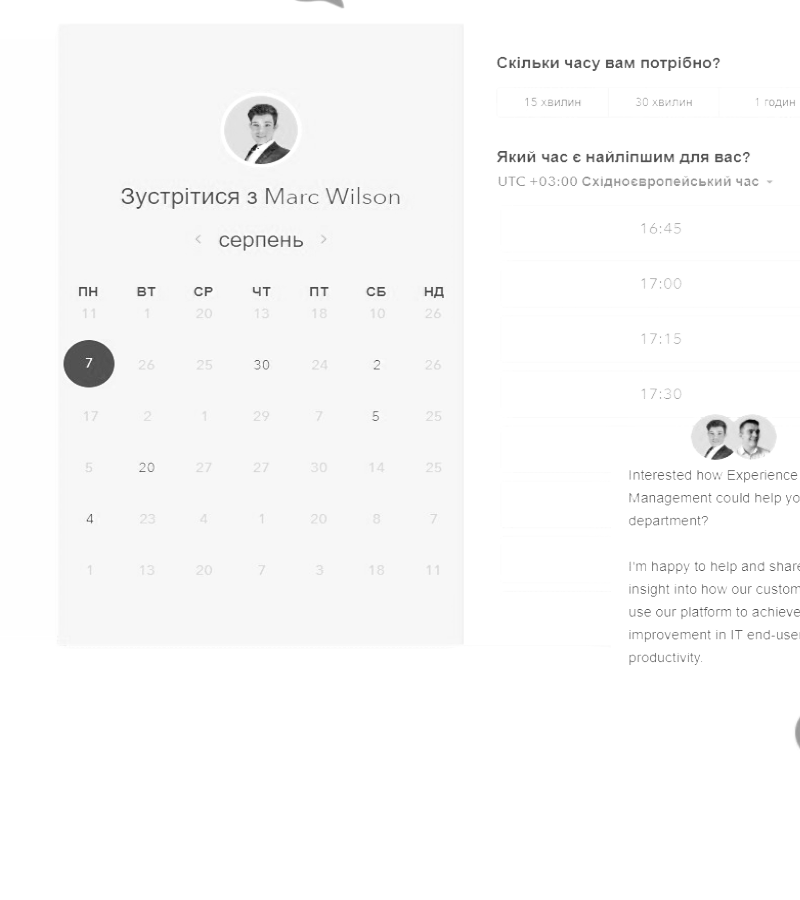 Зустрітися з Marc Wilson
серпень
ПН ВТ СР ЧТ ПТ СБ НД
11 1 20 13 18 10 26
7 26 25 30 24 2 26
17 2 1 29 7 5 25
5 20 27 27 30 14 25
4 23 4 1 20 8 7
1 13 20 7 3 18 11
Скільки часу вам потрібно?
15 хвилин 30 хвилин 1 годин
Який час є найліпшим для вас?
UTC +03:00 Східноєвропейський час
16:45
17:00
17:15
17:30
Interested how Experience
Management could help yo
department?
I'm happy to help and share
insight into how our custom
use our platform to achieve
improvement in IT end-use
productivity.